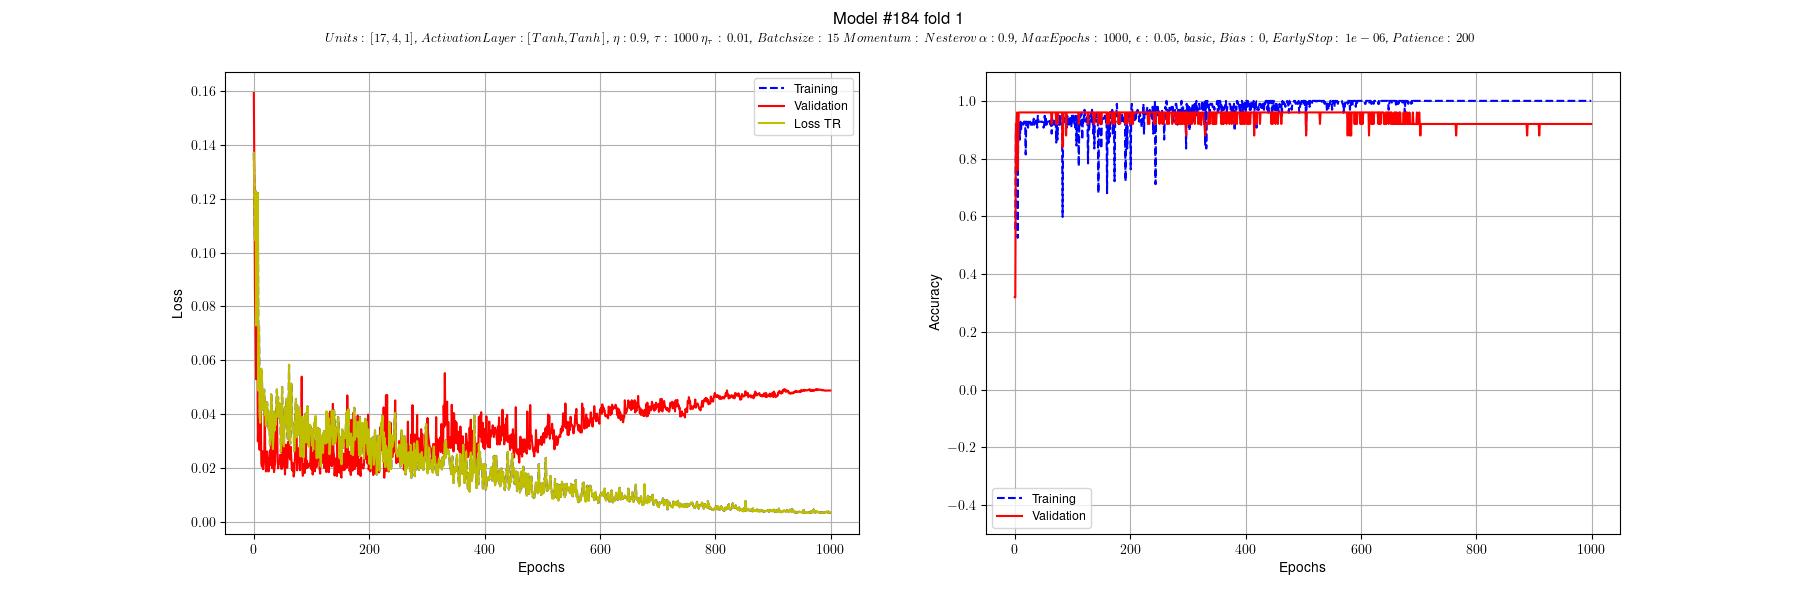 Model #184 fold 1
Units : [17, 4, 1], ActivationLayer : [Tanh, Tanh], η : 0.9, τ : 1000 ητ : 0.01, Batchsize : 15 Momentum : Nesterov α : 0.9, MaxEpochs : 1000, ϵ : 0.05, basic, Bias : 0, EarlyStop : 1e − 06, Patience : 200
Training
Validation
Loss TR
0.16
0.14
0.12
0.10
0.08
0.06
0.04
0.02
0.00
Loss
0
200
400
600
800
1000
Epochs
1.0
0.8
0.6
0.4
0.2
0.0
−0.2
−0.4
Accuracy
Training
Validation
0
200
400
600
800
1000
Epochs